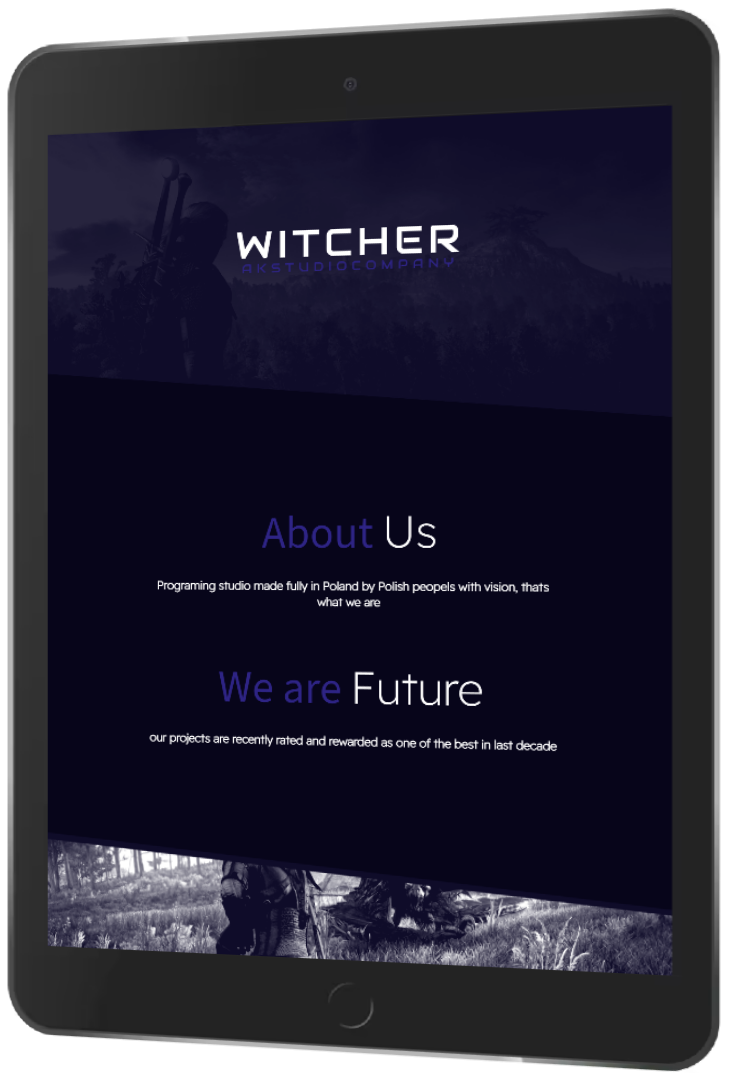 WITCHER
AKSTUDIOCOMPANY
About Us
Programing studio made fully in Poland by Polish peopels with vision, thats
what we are
We are Future
our projects are recently rated and rewarded as one of the best in last decade